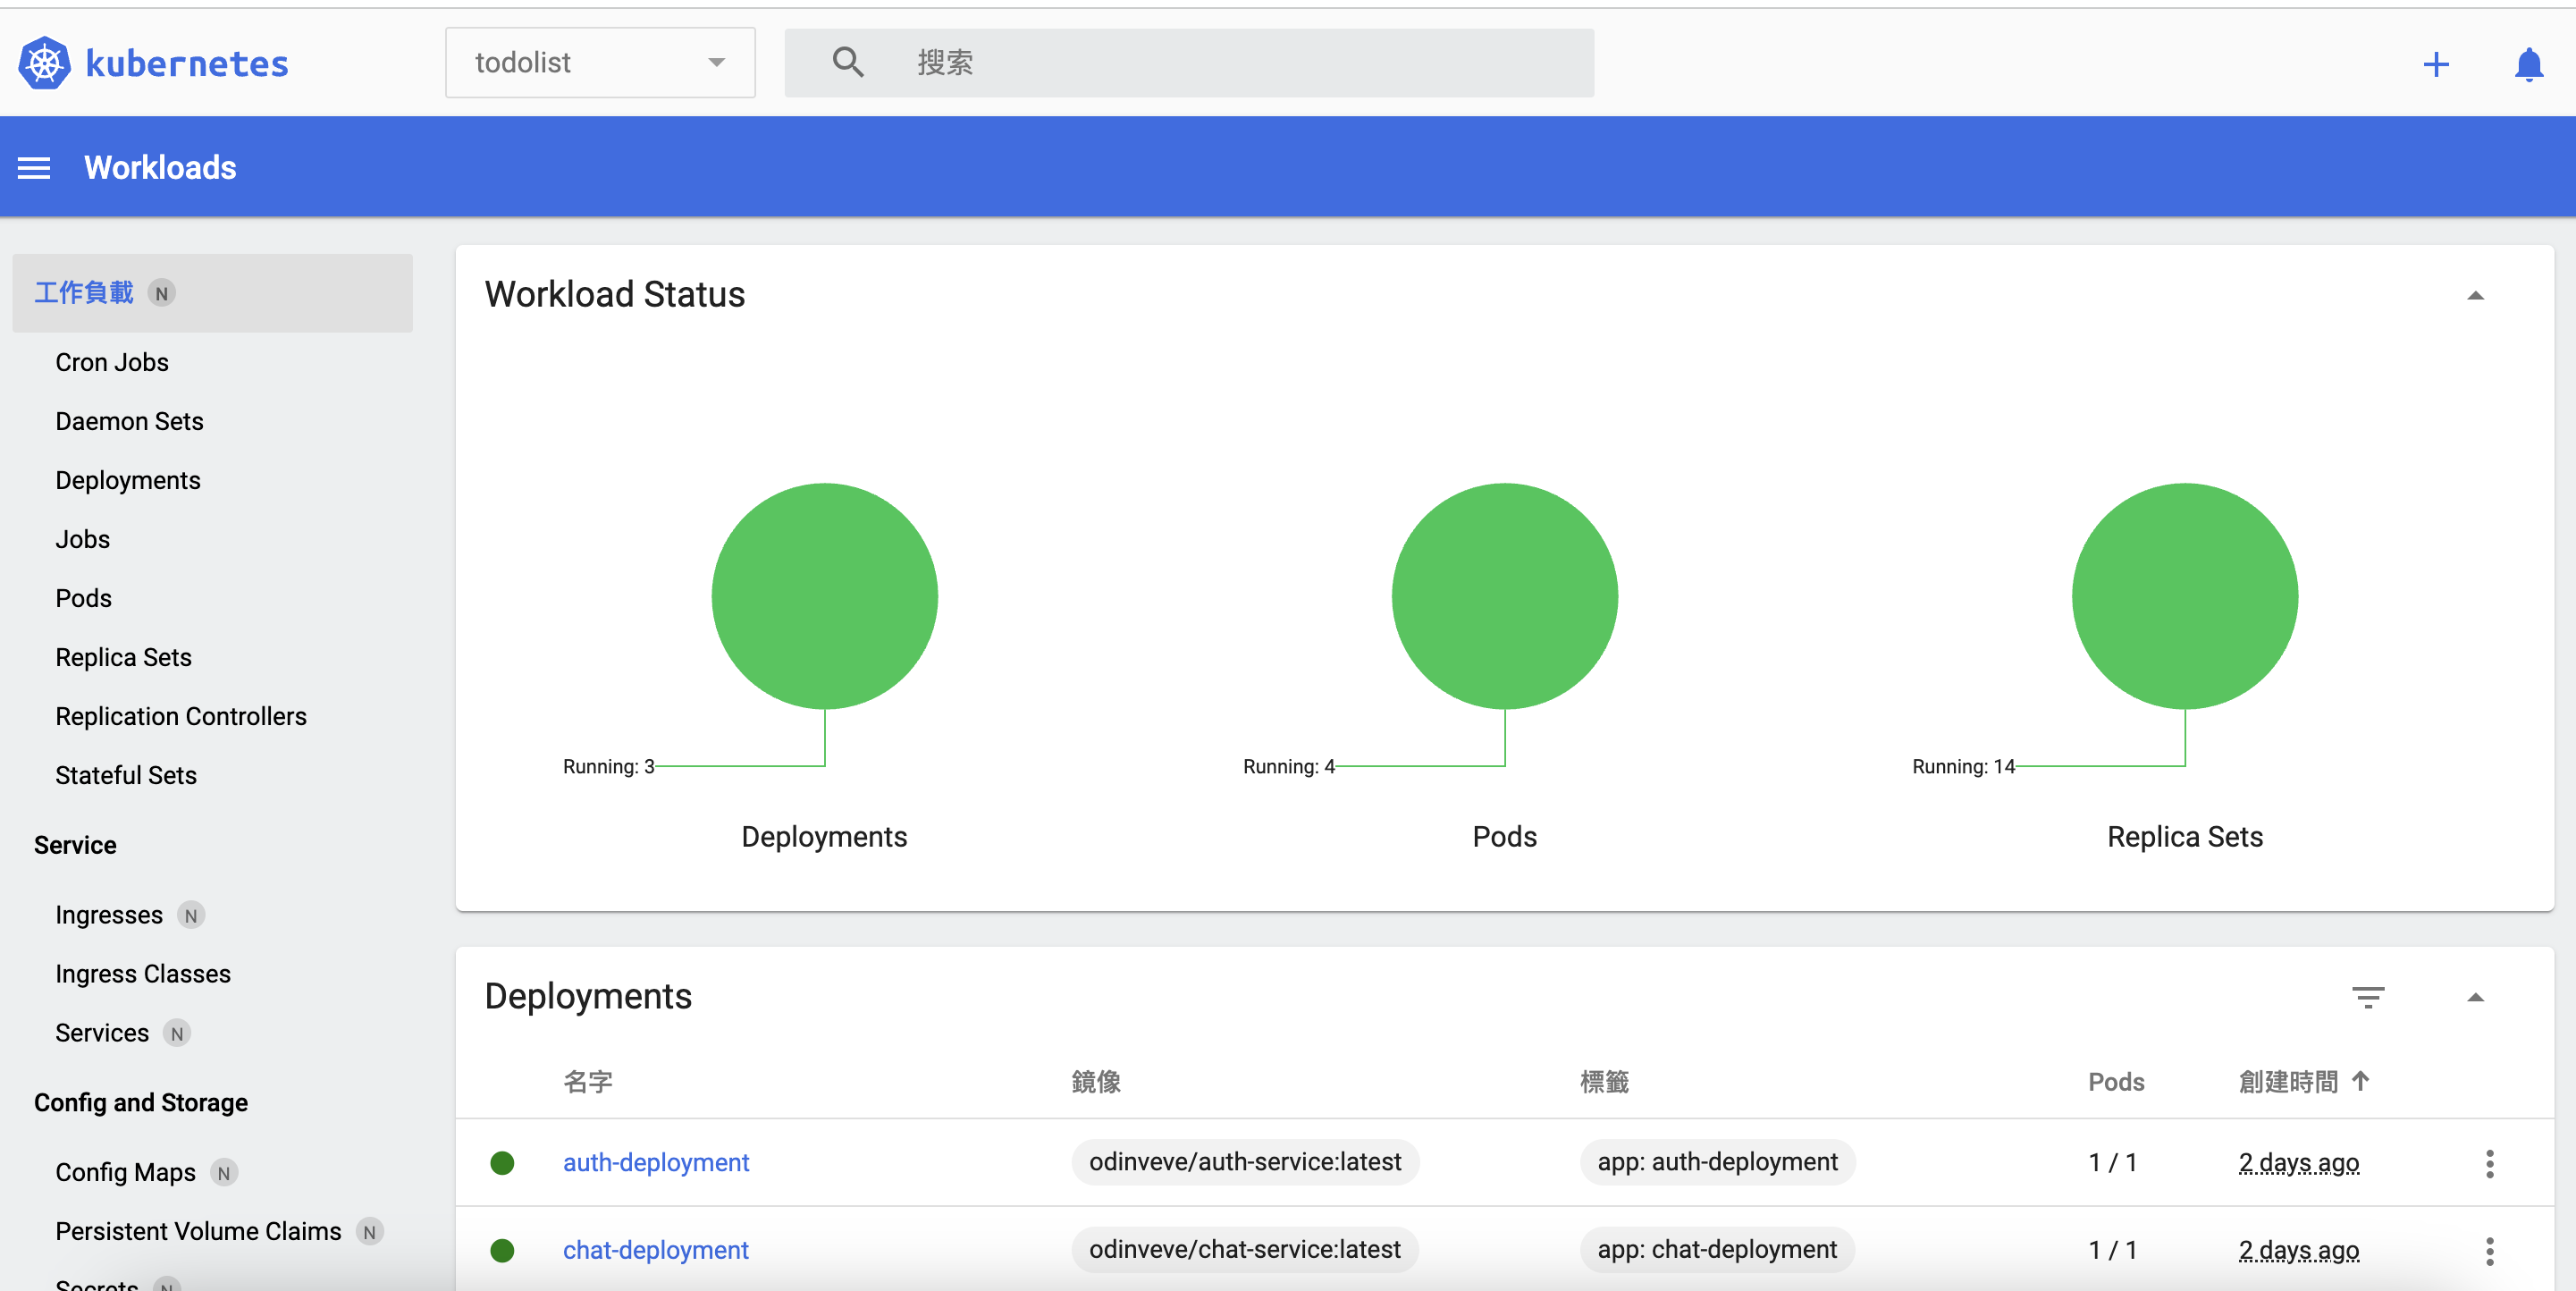 kubernetes
todolist
搜索
Workloads
工作負載 N
Cron Jobs
Daemon Sets
Deployments
Jobs
Pods
Replica Sets
Replication Controllers
Stateful Sets
Service
Ingresses N
Ingress Classes
Services N
Config and Storage
Config Maps N
Persistent Volume Claims N
Secrets N
Workload Status
Running: 3
Deployments
Running: 4
Pods
Running: 14
Replica Sets
Deployments
名字 鏡像 標籤 Pods 創建時間
auth-deployment odinveve/auth-service:latest app: auth-deployment 1 / 1 2 days ago
chat-deployment odinveve/chat-service:latest app: chat-deployment 1 / 1 2 days ago